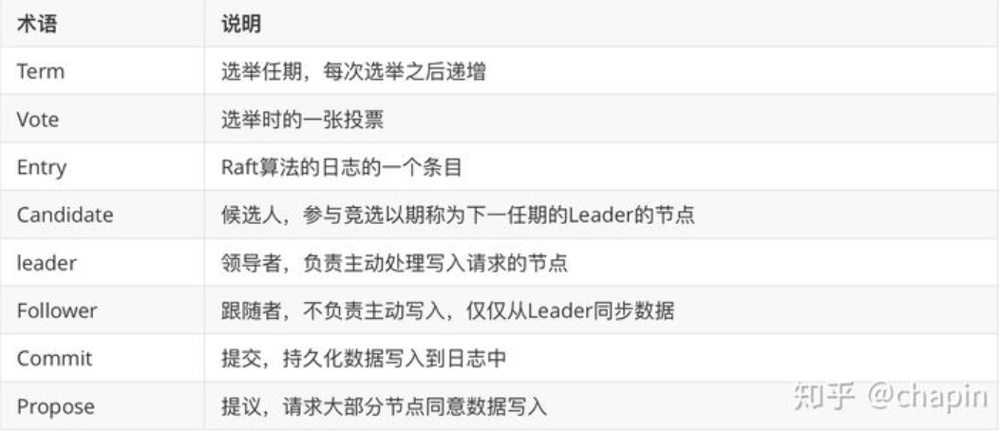 术语 说明
Term 选举任期，每次选举之后递增
Vote 选举时的一张投票
Entry Raft算法的日志的一个条目
Candidate 候选人，参与竞选以期称为下一任期的Leader的节点
leader 领导者，负责主动处理写入请求的节点
Follower 跟随者，不负责主动写入，仅仅从Leader同步数据
Commit 提交，持久化数据写入到日志中
Propose 提议，请求大部分节点同意数据写入
知乎 @chapin